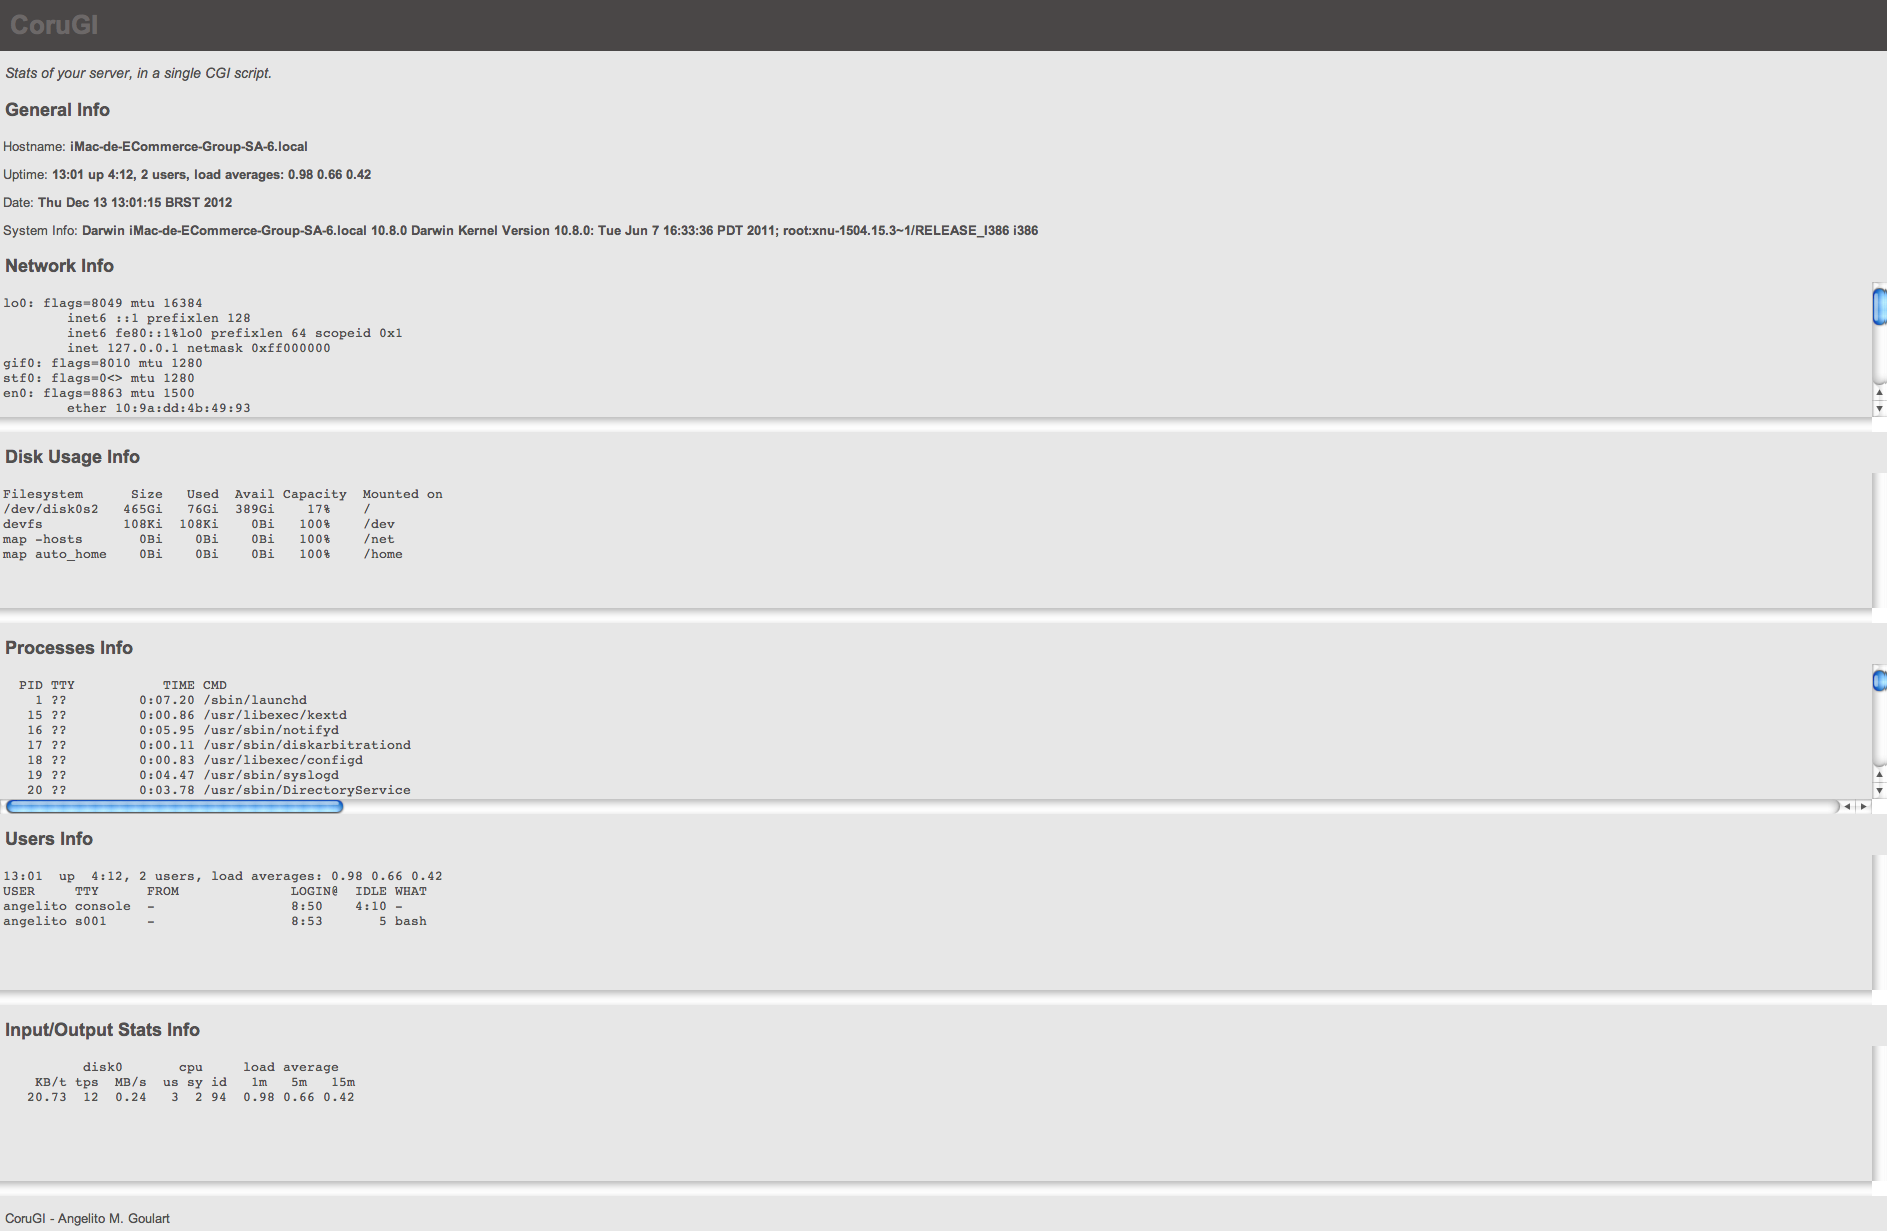 CoruGI
Stats of your server, in a single CGI script.
General Info
Hostname: iMac-de-ECommerce-Group-SA-6.local
Uptime: 13:01 up 4:12, 2 users, load averages: 0.98 0.66 0.42
Date: Thu Dec 13 13:01:15 BRST 2012
System Info: Darwin iMac-de-ECommerce-Group-SA-6.local 10.8.0 Darwin Kernel Version 10.8.0: Tue Jun 7 16:33:36 PDT 2011; root:xnu-1504.15.3~1/RELEASE_I386 i386
Network Info
lo0: flags=8049 mtu 16384
        inet6 ::1 prefixlen 128
        inet6 fe80::1%lo0 prefixlen 64 scopeid 0x1
        inet 127.0.0.1 netmask 0xff000000
gif0: flags=8010 mtu 1280
stf0: flags=0<> mtu 1280
en0: flags=8863 mtu 1500
        ether 10:9a:dd:4b:49:93
Disk Usage Info
Filesystem      Size   Used  Avail Capacity  Mounted on
/dev/disk0s2   465Gi   76Gi  389Gi    17%    /
devfs          108Ki  108Ki    0Bi   100%    /dev
map -hosts       0Bi    0Bi    0Bi   100%    /net
map auto_home    0Bi    0Bi    0Bi   100%    /home
Processes Info
  PID TTY           TIME CMD
    1 ??         0:07.20 /sbin/launchd
   15 ??         0:00.86 /usr/libexec/kextd
   16 ??         0:05.95 /usr/sbin/notifyd
   17 ??         0:00.11 /usr/sbin/diskarbitrationd
   18 ??         0:00.83 /usr/libexec/configd
   19 ??         0:04.47 /usr/sbin/syslogd
   20 ??         0:03.78 /usr/sbin/DirectoryService
Users Info
13:01  up  4:12, 2 users, load averages: 0.98 0.66 0.42
USER     TTY      FROM              LOGIN@  IDLE WHAT
angelito console  -                 8:50    4:10 -
angelito s001     -                 8:53       5 bash
Input/Output Stats Info
          disk0       cpu     load average
    KB/t tps  MB/s  us sy id   1m   5m   15m
   20.73  12  0.24   3  2 94  0.98 0.66 0.42
CoruGI - Angelito M. Goulart